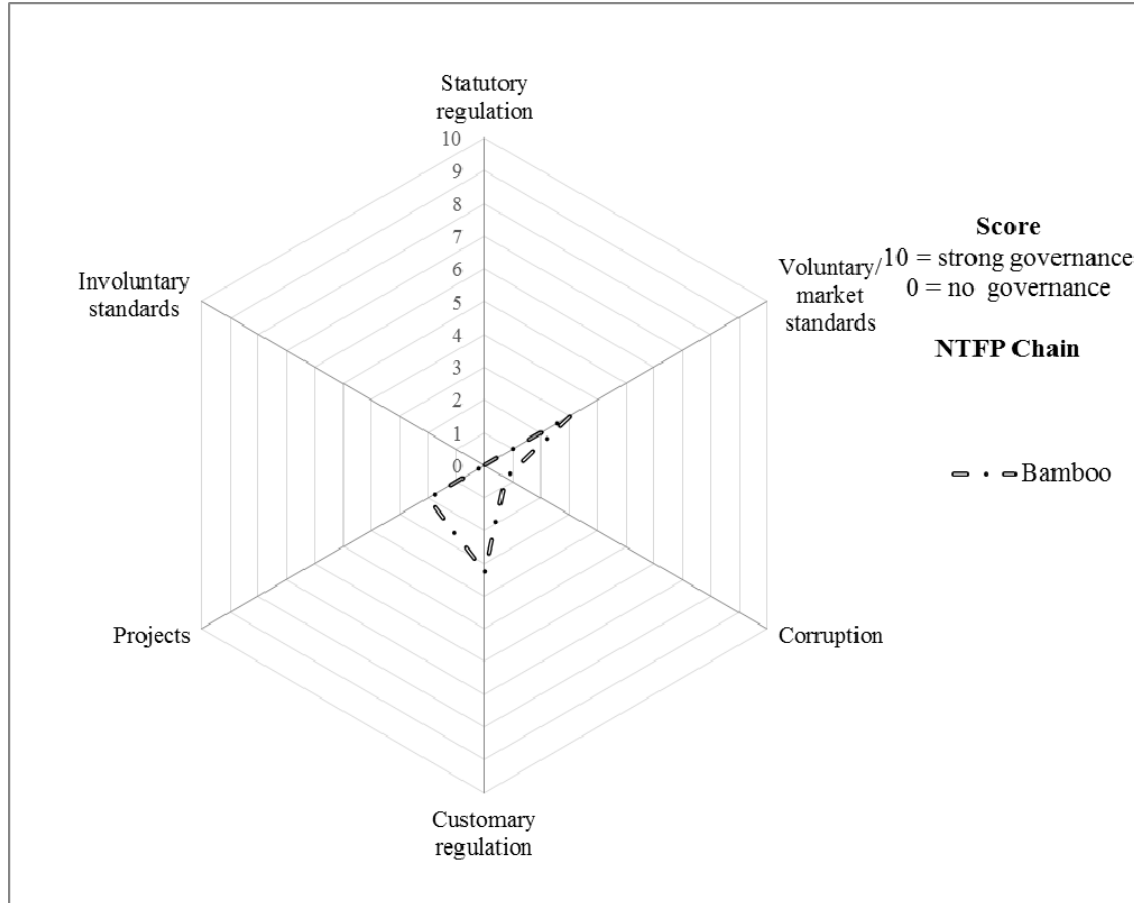 Statutory
regulation
10
9
8
7
6
5
4
3
2
1
0
Voluntary/
market
standards
Corruption
Customary
regulation
Projects
Involuntary
standards
Score
10 = strong governance
0 = no governance
NTFP Chain
Bamboo